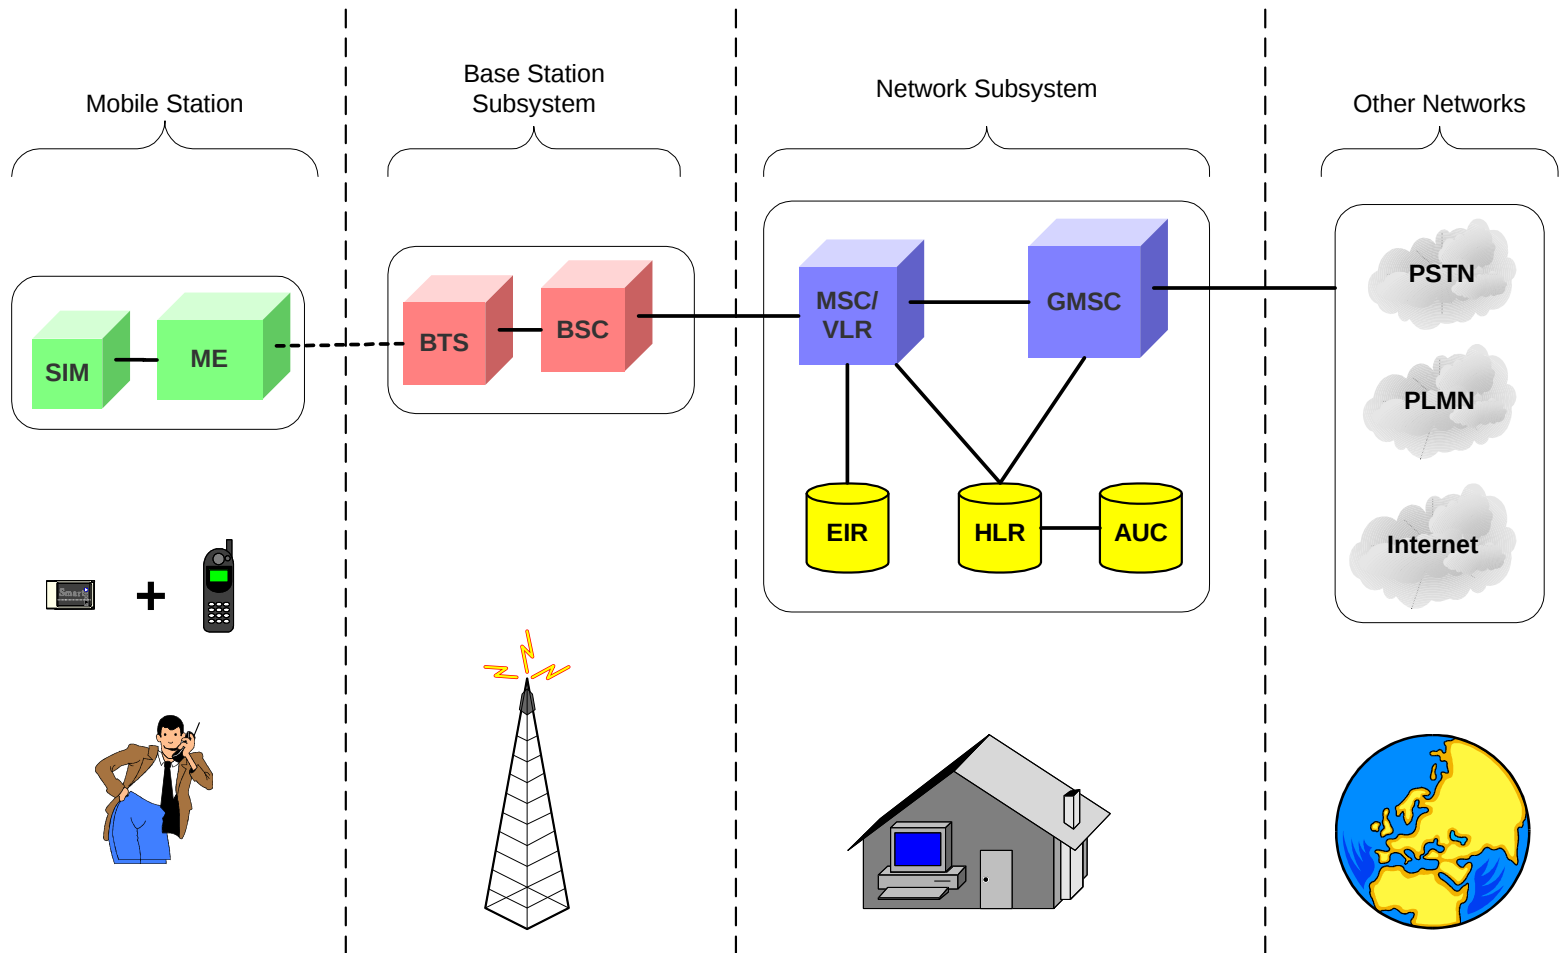 Mobile Station
Base Station
Subsystem
Network Subsystem
Other Networks
SIM
ME
BTS
BSC
MSC/
VLR
GMSC
EIR
HLR
AUC
PSTN
PLMN
Internet
Smart
+